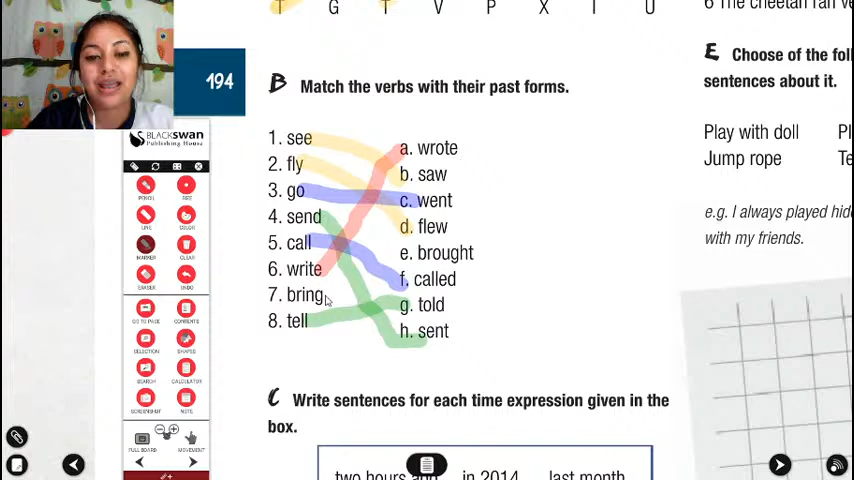 T G T V P X I U
6 The cheetah ran ve
194
B Match the verbs with their past forms.
E Choose of the fol
sentences about it.
BLACKSWAN
Publishing House
1. see
2. fly
3. go
4. send
5. call
6. write
7. bring
8. tell
a. wrote
b. saw
c. went
d. flew
e. brought
f. called
g. told
h. sent
Play with doll Pl
Jump rope Te
e.g. I always played hid
with my friends.
PENCIL SIZE
LINE COLOR
MARKER CLEAR
ERASER UNDO
GO TO PAGE CONTENTS
SELECTION SHAPES
SEARCH CALCULATOR
SCREENSHOT NOTE
FULL BOARD MOVEMENT
C Write sentences for each time expression given in the
box.
two hours ago in 2014 last month